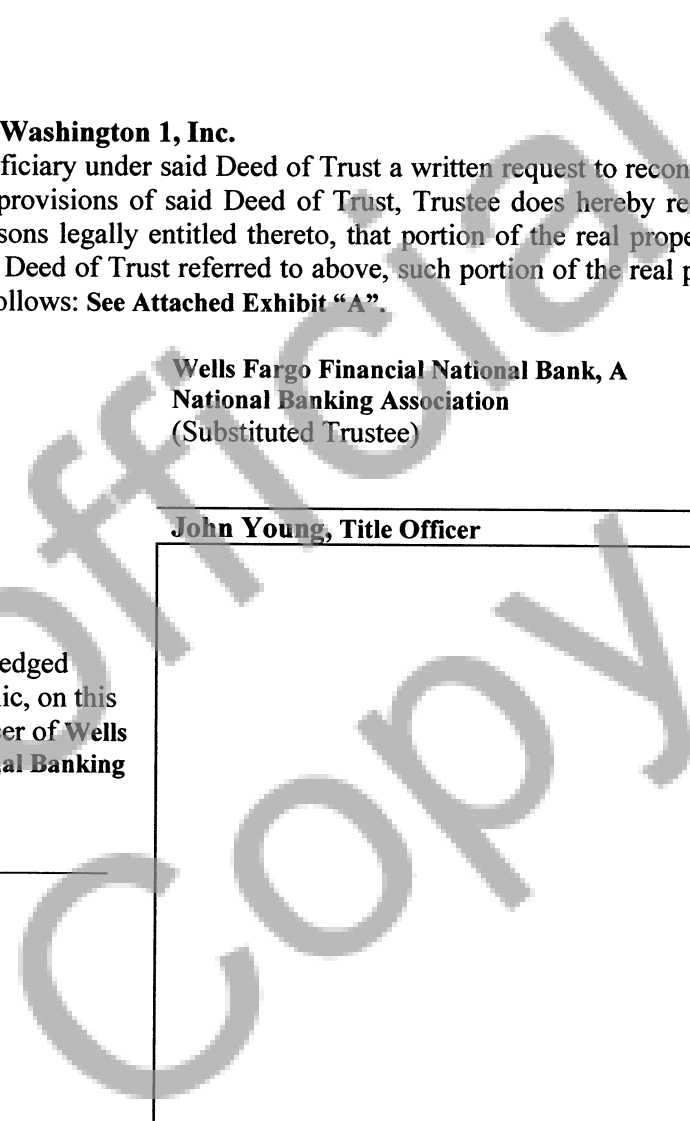 Washington 1, Inc.
ficiary under said Deed of Trust a written request to recon
provisions of said Deed of Trust, Trustee does hereby re
sons legally entitled thereto, that portion of the real prope
Deed of Trust referred to above, such portion of the real p
ollows: See Attached Exhibit “A”.
Wells Fargo Financial National Bank, A
National Banking Association
(Substituted Trustee)
John Young, Title Officer
edged
ic, on this
er of Wells
al Banking
Official
Copy